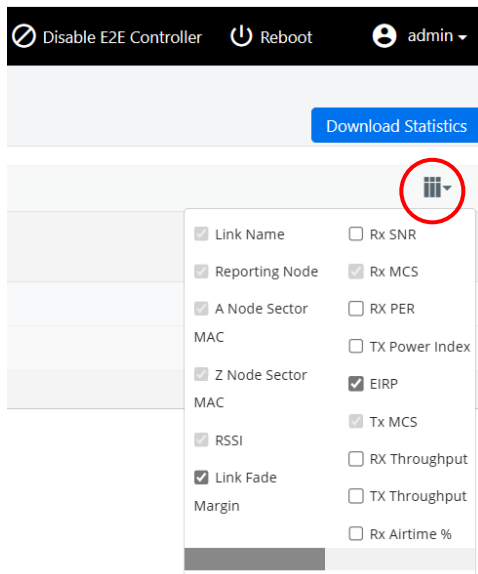 Disable E2E Controller Reboot admin
Download Statistics
Link Name
Reporting Node
A Node Sector
MAC
Z Node Sector
MAC
RSSI
Link Fade
Margin
Rx SNR
Rx MCS
RX PER
TX Power Index
EIRP
Tx MCS
RX Throughput
TX Throughput
Rx Airtime %